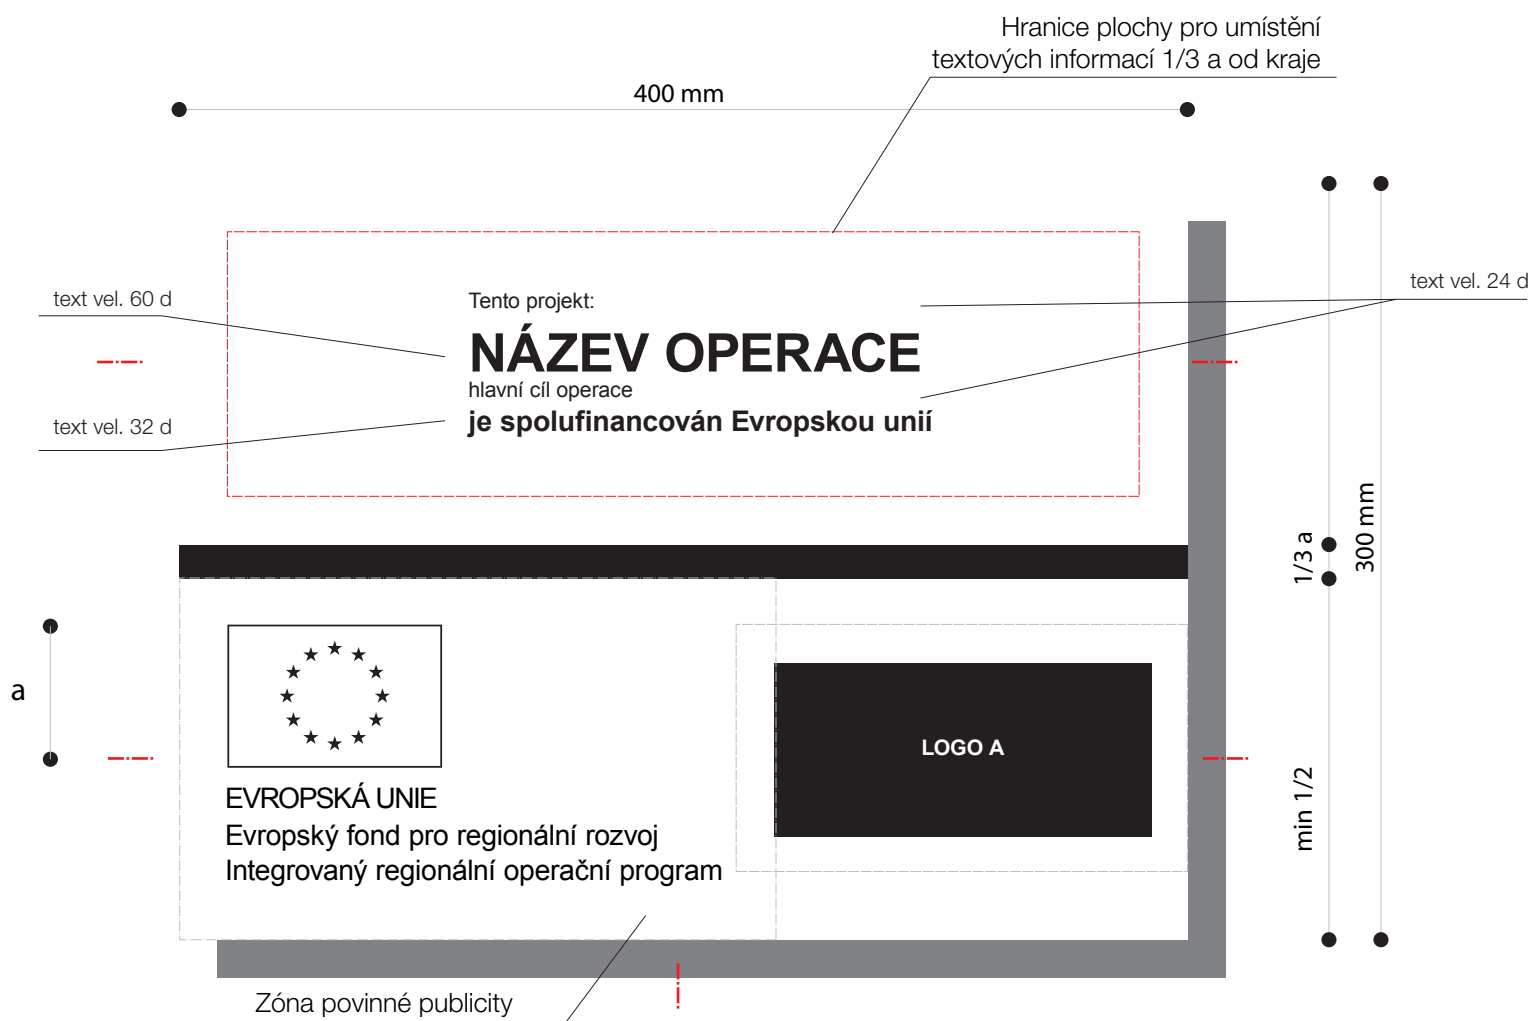 Hranice plochy pro umístění
textových informací 1/3 a od kraje
400 mm
text vel. 60 d
Tento projekt:
text vel. 24 d
NÁZEV OPERACE
hlavní cíl operace
text vel. 32 d
je spolufinancován Evropskou unií
1/3 a
300 mm
a
LOGO A
min 1/2
EVROPSKÁ UNIE
Evropský fond pro regionální rozvoj
Integrovaný regionální operační program
Zóna povinné publicity